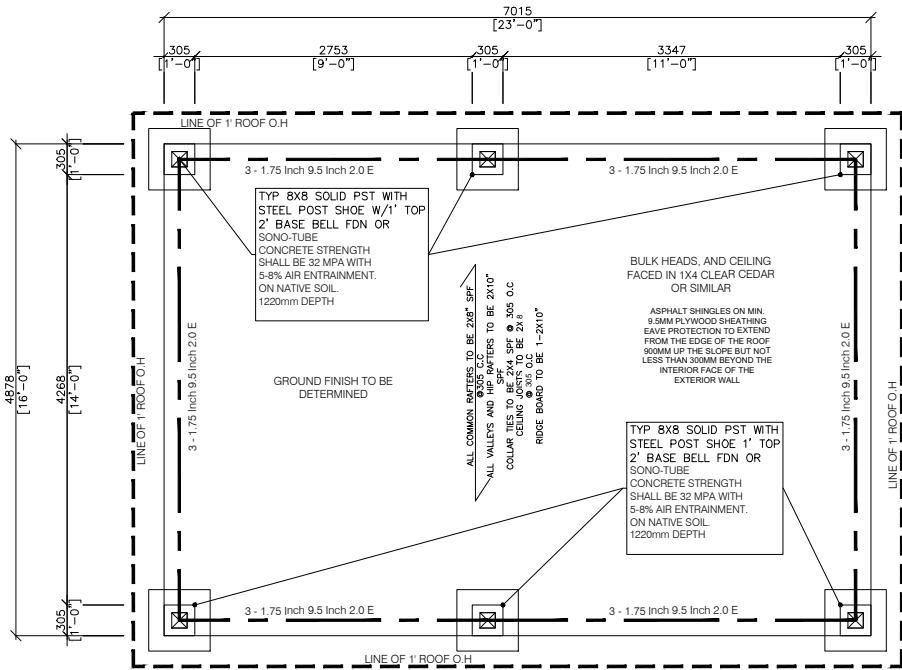 7015
[23'-0"]
305
[1'-0"]
2753
[9'-0"]
305
[1'-0"]
3347
[11'-0"]
305
[1'-0"]
LINE OF 1' ROOF O.H
305
[1'-0"]
3 - 1.75 Inch 9.5 Inch 2.0 E
3 - 1.75 Inch 9.5 Inch 2.0 E
TYP 8X8 SOLID PST WITH
STEEL POST SHOE W/1' TOP
2' BASE BELL FDN OR
SONO-TUBE
CONCRETE STRENGTH
SHALL BE 32 MPA WITH
5-8% AIR ENTRAINMENT.
ON NATIVE SOIL.
1220mm DEPTH
BULK HEADS, AND CEILING
FACED IN 1X4 CLEAR CEDAR
OR SIMILAR
ASPHALT SHINGLES ON MIN.
9.5MM PLYWOOD SHEATHING
EAVE PROTECTION TO EXTEND
FROM THE EDGE OF THE ROOF
900MM UP THE SLOPE BUT NOT
LESS THAN 300MM BEYOND THE
INTERIOR FACE OF THE
EXTERIOR WALL
ALL COMMON RAFTERS TO BE 2X8" SPF
@305 C.C
ALL VALLEYS AND HIP RAFTERS TO BE 2X10"
SPF
COLLAR TIES TO BE 2X4 SPF @ 305 O.C
CEILING JOISTS TO BE 2X8
@ 305 O.C
RIDGE BOARD TO BE 1-2X10"
4878
[16'-0"]
4268
[14'-0"]
LINE OF 1' ROOF O.H
3 - 1.75 Inch 9.5 Inch 2.0 E
GROUND FINISH TO BE
DETERMINED
3 - 1.75 Inch 9.5 Inch 2.0 E
LINE OF 1' ROOF O.H
TYP 8X8 SOLID PST WITH
STEEL POST SHOE 1' TOP
2' BASE BELL FDN OR
SONO-TUBE
CONCRETE STRENGTH
SHALL BE 32 MPA WITH
5-8% AIR ENTRAINMENT.
ON NATIVE SOIL.
1220mm DEPTH
305
[1'-0"]
3 - 1.75 Inch 9.5 Inch 2.0 E
3 - 1.75 Inch 9.5 Inch 2.0 E
LINE OF 1' ROOF O.H